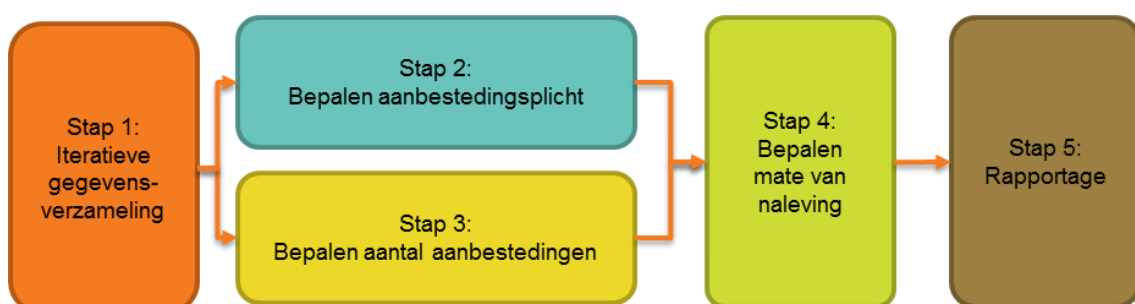 Stap 1:
Iteratieve
gegevens-
verzameling
Stap 2:
Bepalen aanbestedingsplicht
Stap 3:
Bepalen aantal aanbestedingen
Stap 4:
Bepalen
mate van
naleving
Stap 5:
Rapportage